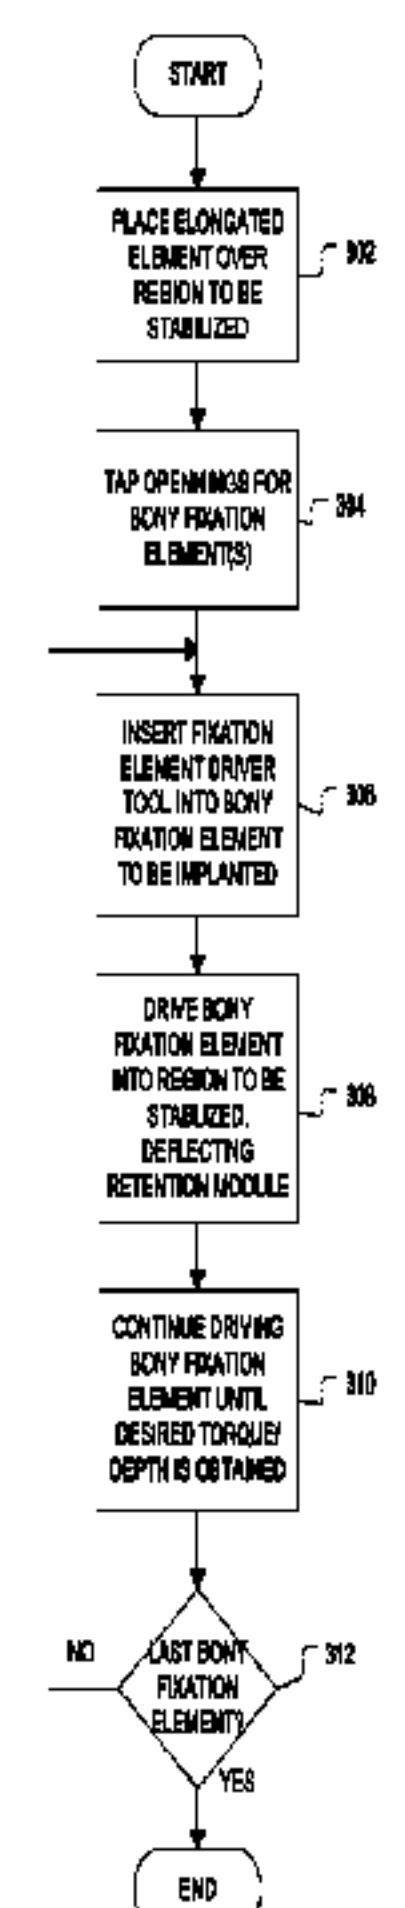 START
PLACE ELONGATED
ELEMENT OVER
REGION TO BE
STABILIZED
302
TAP OPENNINGS FOR
BONY FIXATION
ELEMENT(S)
304
INSERT FIXATION
ELEMENT DRIVER
TOOL INTO BONY
FIXATION ELEMENT
TO BE IMPLANTED
306
DRIVE BONY
FIXATION ELEMENT
INTO REGION TO BE
STABLIZED,
DEFLECTING
RETENTION MODULE
308
CONTINUE DRIVING
BONY FIXATION
ELEMENT UNTIL
DESIRED TORQUE/
DEPTH IS OBTAINED
310
NO
LAST BONY
FIXATION
ELEMENT?
312
YES
END